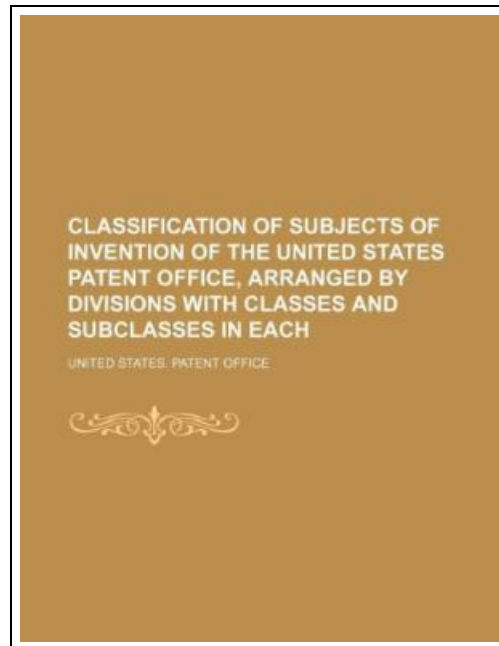 CLASSIFICATION OF SUBJECTS OF
INVENTION OF THE UNITED STATES
PATENT OFFICE, ARRANGED BY
DIVISIONS WITH CLASSES AND
SUBCLASSES IN EACH
UNITED STATES. PATENT OFFICE